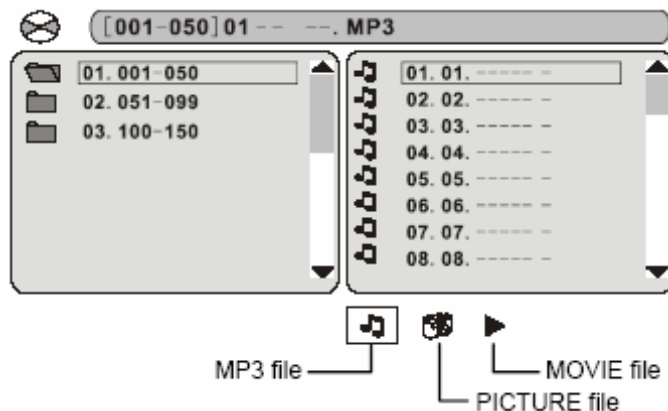 [001-050]01-- --. MP3
01. 001-050
02. 051-099
03. 100-150
01. 01. ----- -
02. 02. ----- -
03. 03. ----- -
04. 04. ----- -
05. 05. ----- -
06. 06. ----- -
07. 07. ----- -
08. 08. ----- -
MP3 file
MOVIE file
PICTURE file